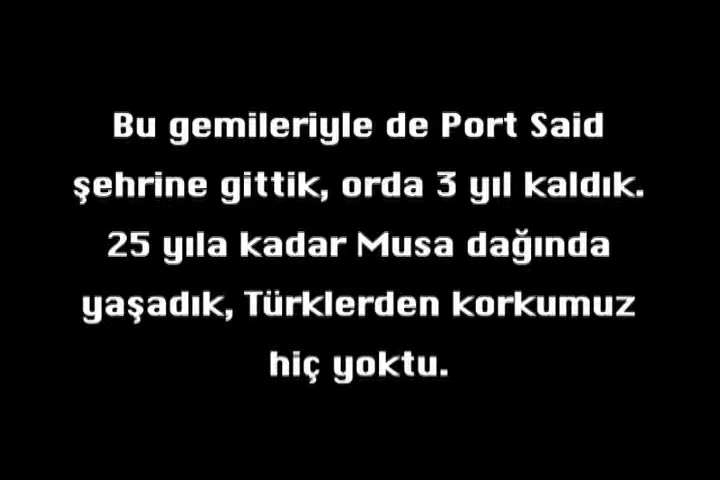 Bu gemileriyle de Port Said
şehrine gittik, orda 3 yıl kaldık.
25 yıla kadar Musa dağında
yaşadık, Türklerden korkumuz
hiç yoktu.